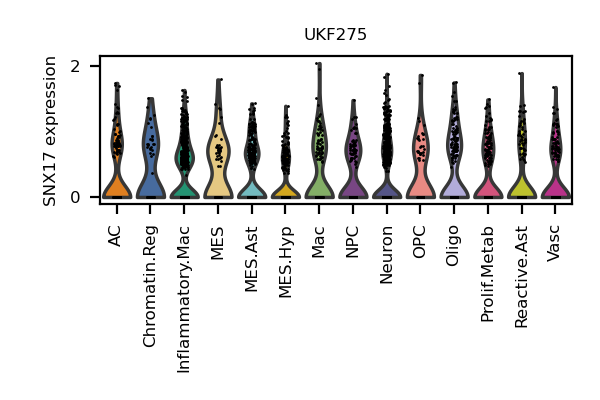 UKF275
SNX17 expression
2
0
AC
Chromatin.Reg
Inflammatory.Mac
MES
MES.Ast
MES.Hyp
Mac
NPC
Neuron
OPC
Oligo
Prolif.Metab
Reactive.Ast
Vasc